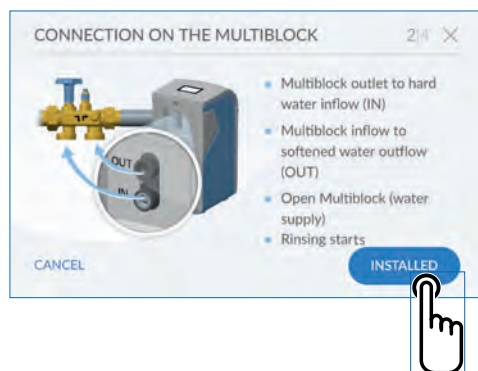 CONNECTION ON THE MULTIBLOCK
2|4
Multiblock outlet to hard
water inflow (IN)
Multiblock inflow to
softened water outflow
(OUT)
Open Multiblock (water
supply)
Rinsing starts
OUT
IN
CANCEL
INSTALLED